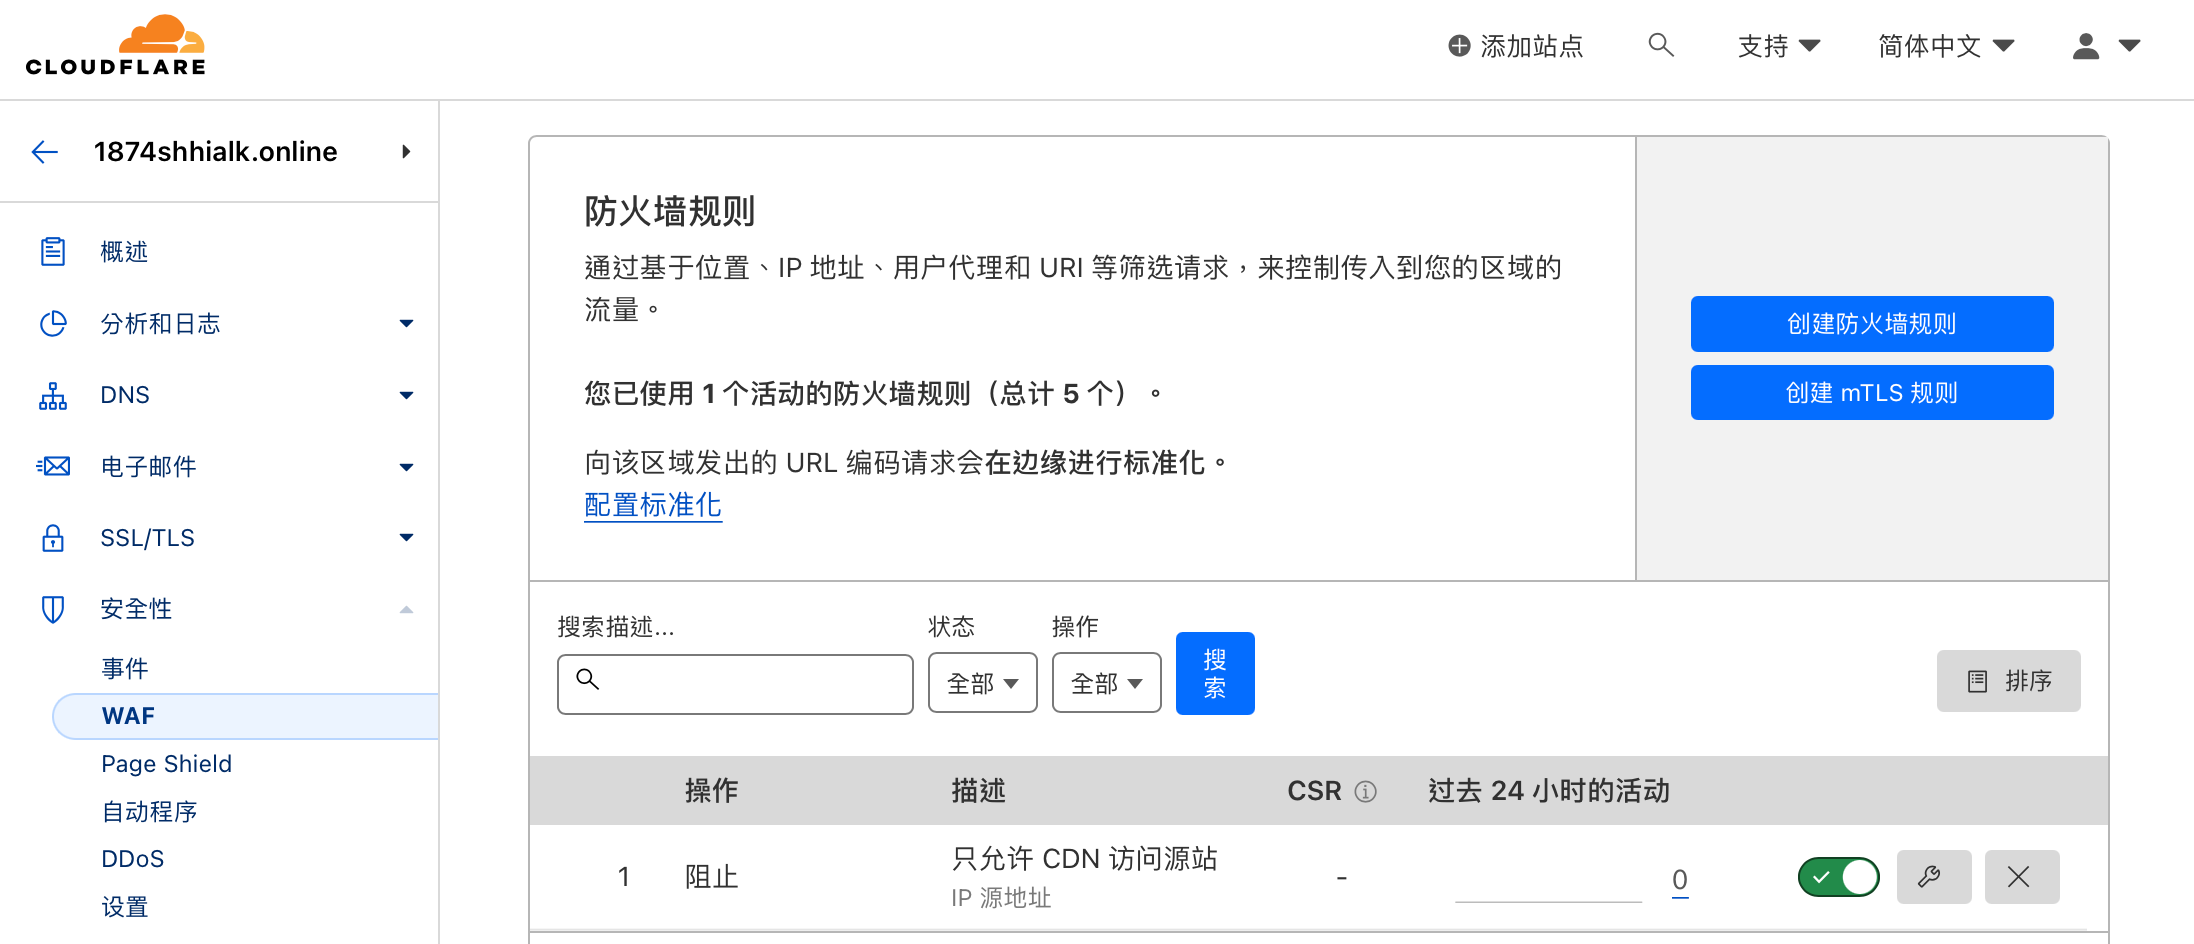 CLOUDFLARE
添加站点
支持
简体中文
1874shhialk.online
概述
分析和日志
DNS
电子邮件
SSL/TLS
安全性
事件
WAF
Page Shield
自动程序
DDoS
设置
防火墙规则
通过基于位置、IP 地址、用户代理和 URI 等筛选请求，来控制传入到您的区域的
流量。
您已使用 1 个活动的防火墙规则（总计 5 个）。
向该区域发出的 URL 编码请求会在边缘进行标准化。
配置标准化
创建防火墙规则
创建 mTLS 规则
搜索描述...
状态
操作
全部
全部
搜
索
排序
操作 描述 CSR 过去 24 小时的活动
1 阻止 只允许 CDN 访问源站 - 0
IP 源地址